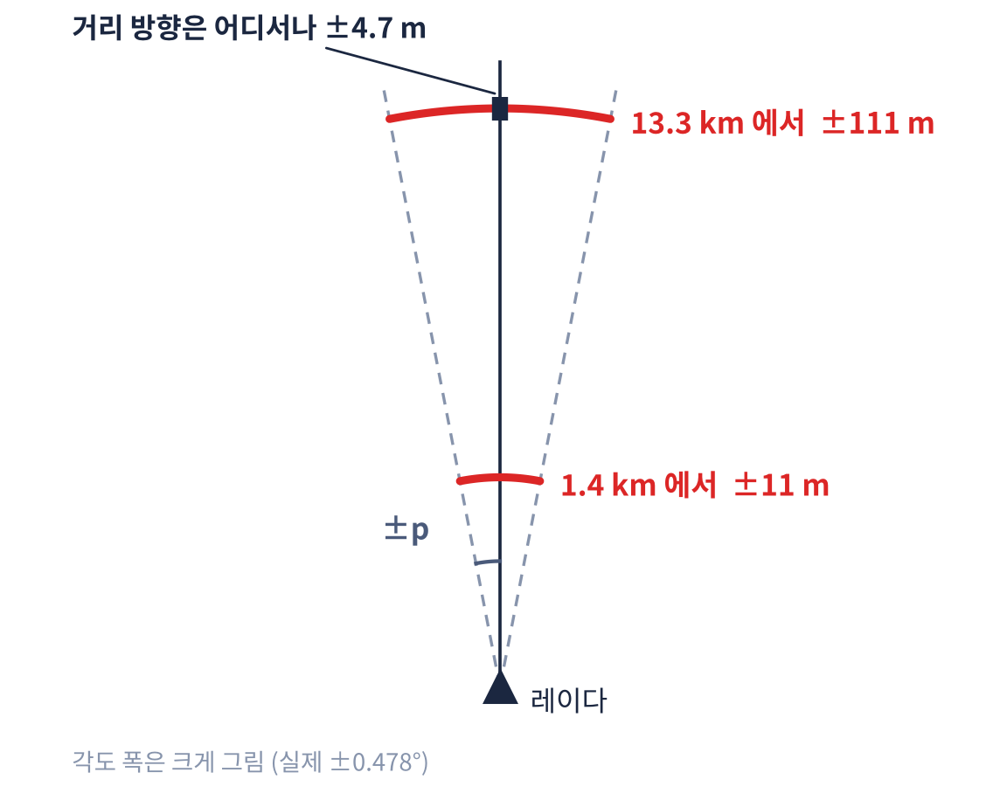 거리 방향은 어디서나 ±4.7 m
13.3 km 에서 ±111 m
1.4 km 에서 ±11 m
±p
레이다
각도 폭은 크게 그림 (실제 ±0.478°)